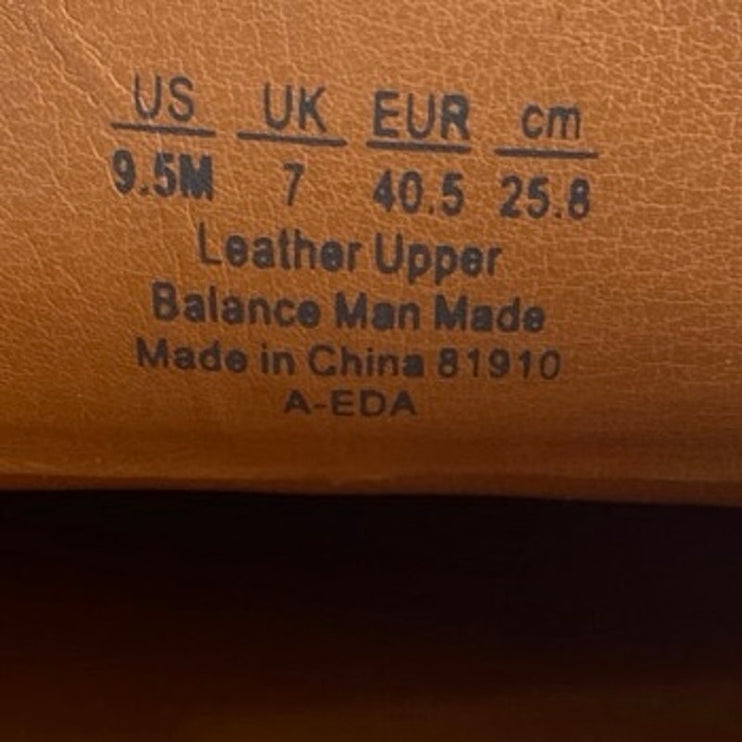 US UK EUR cm
9.5M 7 40.5 25.8
Leather Upper
Balance Man Made
Made in China 81910
A-EDA